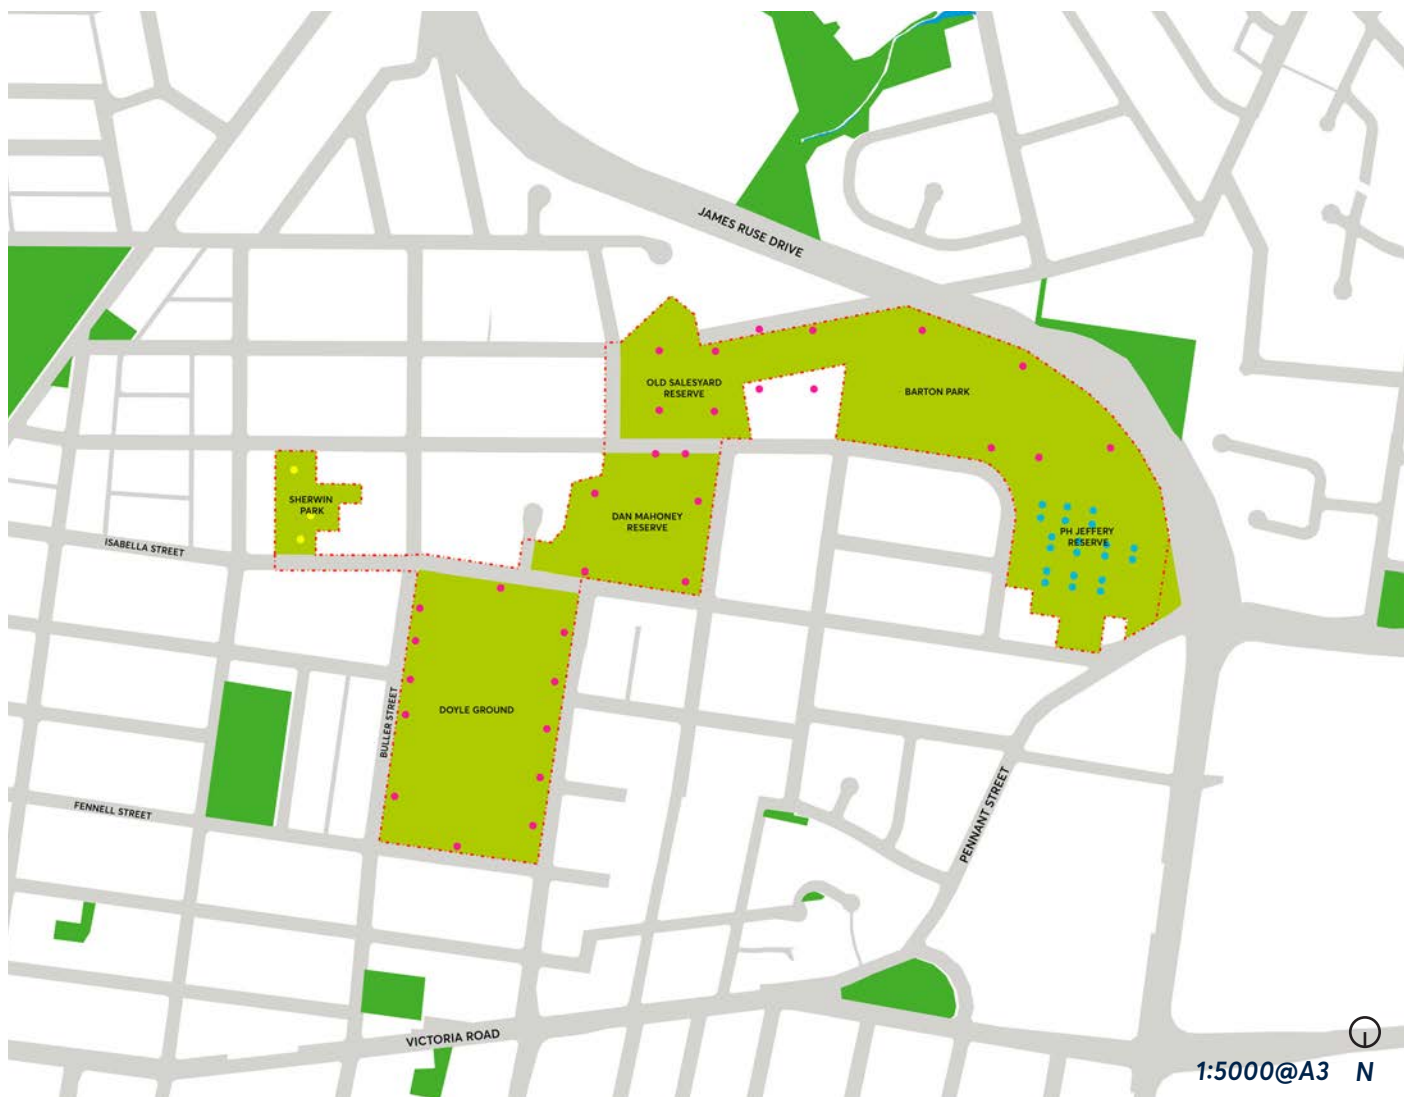 JAMES RUSE DRIVE
OLD SALESYARD
RESERVE
BARTON PARK
SHERWIN
PARK
DAN MAHONEY
RESERVE
PH JEFFERY
RESERVE
ISABELLA STREET
BULLER STREET
DOYLE GROUND
FENNELL STREET
PENNANT STREET
VICTORIA ROAD
1:5000@A3 N